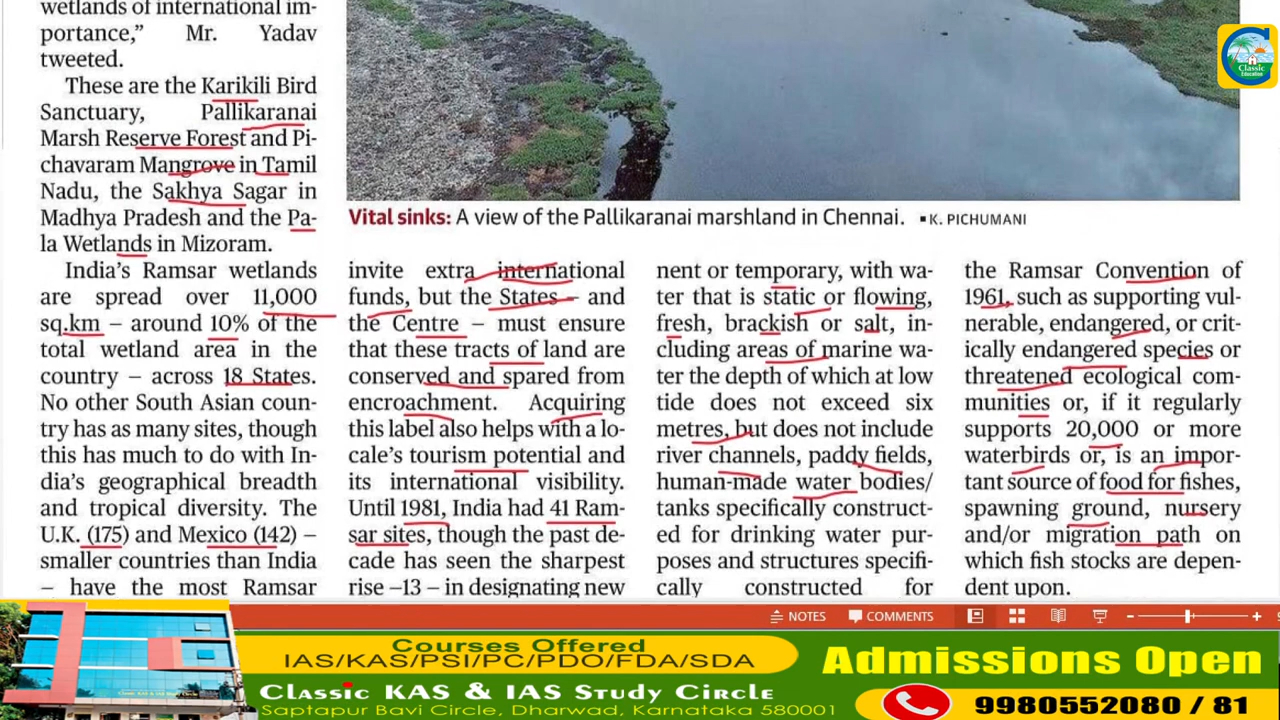 wetlands of international im-
portance,” Mr. Yadav
tweeted.
These are the Karikili Bird
Sanctuary, Pallikaranai
Marsh Reserve Forest and Pi-
chavaram Mangrove in Tamil
Nadu, the Sakhya Sagar in
Madhya Pradesh and the Pa-
la Wetlands in Mizoram.
India’s Ramsar wetlands
are spread over 11,000
sq.km – around 10% of the
total wetland area in the
country – across 18 States.
No other South Asian coun-
try has as many sites, though
this has much to do with In-
dia’s geographical breadth
and tropical diversity. The
U.K. (175) and Mexico (142) –
smaller countries than India
– have the most Ramsar
Vital sinks: A view of the Pallikaranai marshland in Chennai. ▪K. PICHUMANI
invite extra international
funds, but the States – and
the Centre – must ensure
that these tracts of land are
conserved and spared from
encroachment. Acquiring
this label also helps with a lo-
cale’s tourism potential and
its international visibility.
Until 1981, India had 41 Ram-
sar sites, though the past de-
cade has seen the sharpest
rise –13 – in designating new
nent or temporary, with wa-
ter that is static or flowing,
fresh, brackish or salt, in-
cluding areas of marine wa-
ter the depth of which at low
tide does not exceed six
metres, but does not include
river channels, paddy fields,
human-made water bodies/
tanks specifically construct-
ed for drinking water pur-
poses and structures specifi-
cally constructed for
the Ramsar Convention of
1961, such as supporting vul-
nerable, endangered, or crit-
ically endangered species or
threatened ecological com-
munities or, if it regularly
supports 20,000 or more
waterbirds or, is an impor-
tant source of food for fishes,
spawning ground, nursery
and/or migration path on
which fish stocks are depen-
dent upon.
Classic
Education
NOTES COMMENTS
Courses Offered
IAS/KAS/PSI/PC/PDO/FDA/SDA
Classic KAS & IAS Study Circle
Saptapur Bavi Circle, Dharwad, Karnataka 580001
Admissions Open
9980552080 / 81